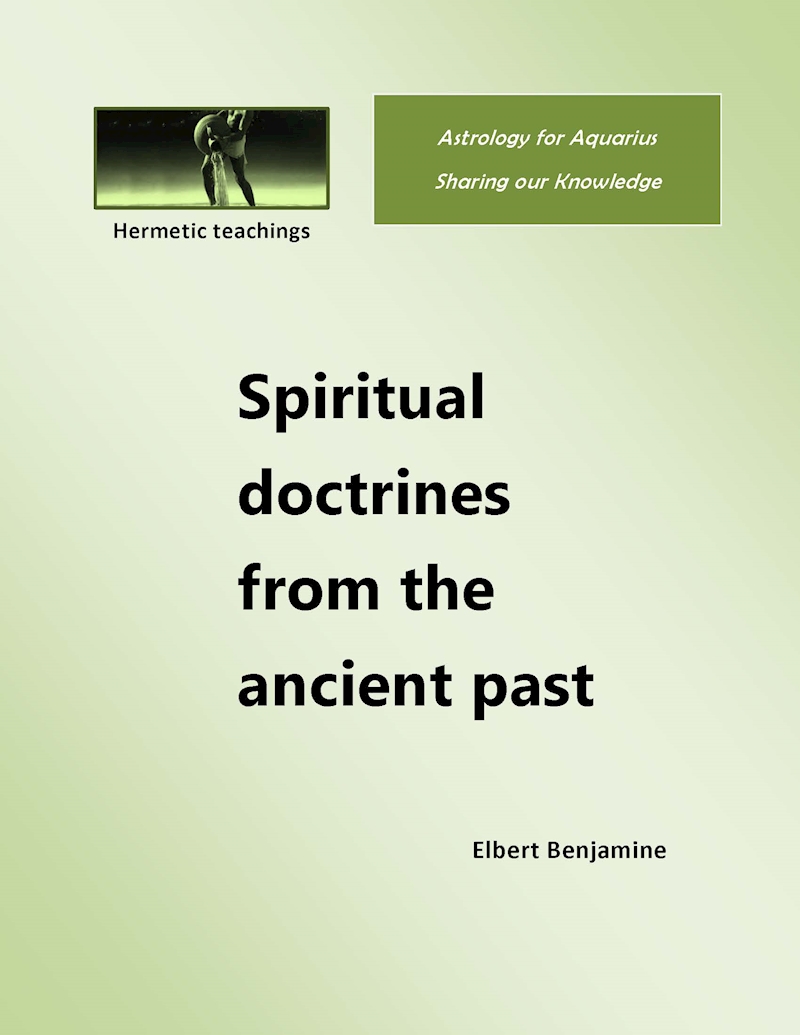 Astrology for Aquarius
Sharing our Knowledge
Hermetic teachings
Spiritual
doctrines
from the
ancient past
Elbert Benjamine